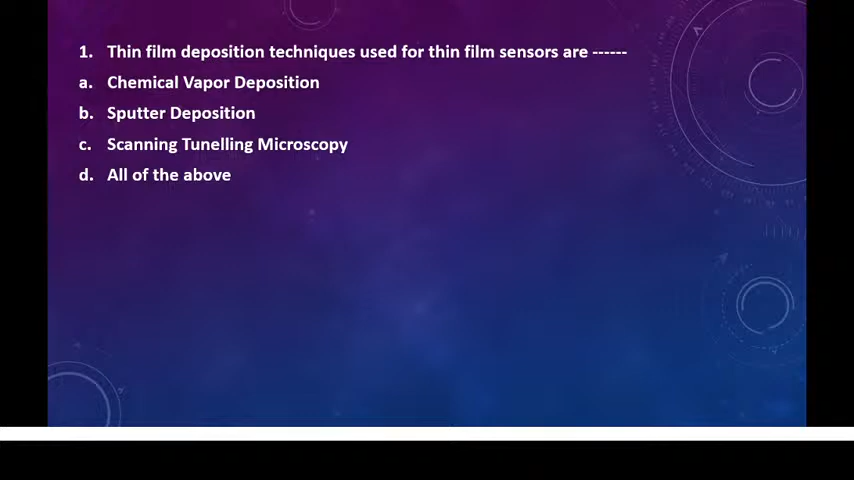 1. Thin film deposition techniques used for thin film sensors are ------
a. Chemical Vapor Deposition
b. Sputter Deposition
c. Scanning Tunelling Microscopy
d. All of the above